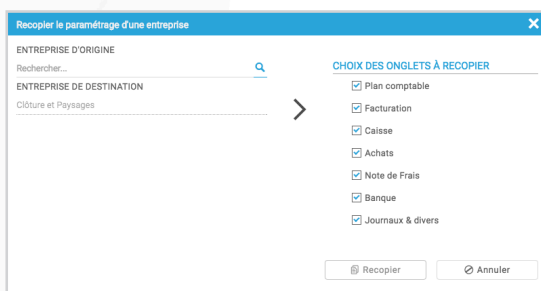 Recopier le paramétrage d'une entreprise
ENTREPRISE D'ORIGINE
Rechercher...
ENTREPRISE DE DESTINATION
Clôture et Paysages
CHOIX DES ONGLETS À RECOPIER
Plan comptable
Facturation
Caisse
Achats
Note de Frais
Banque
Journaux & divers
Recopier
Annuler